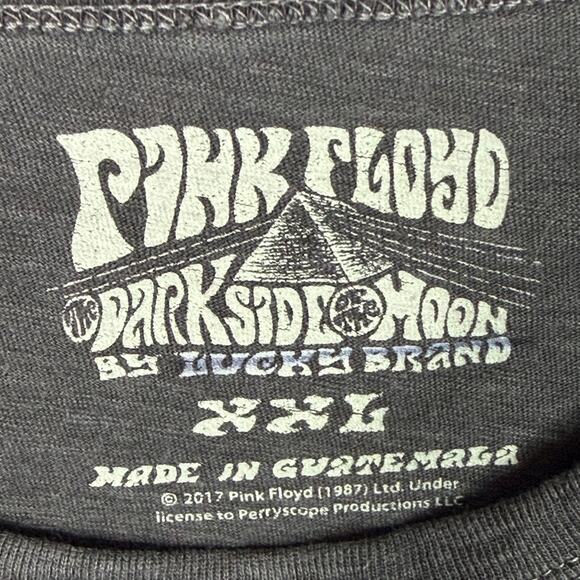 PINK FLOYD
THE DARK SIDE OF THE MOON
BY LUCKY BRAND
XXL
MADE IN GUATEMALA
© 2017 Pink Floyd (1987) Ltd. Under
license to Perryscope Productions LLC